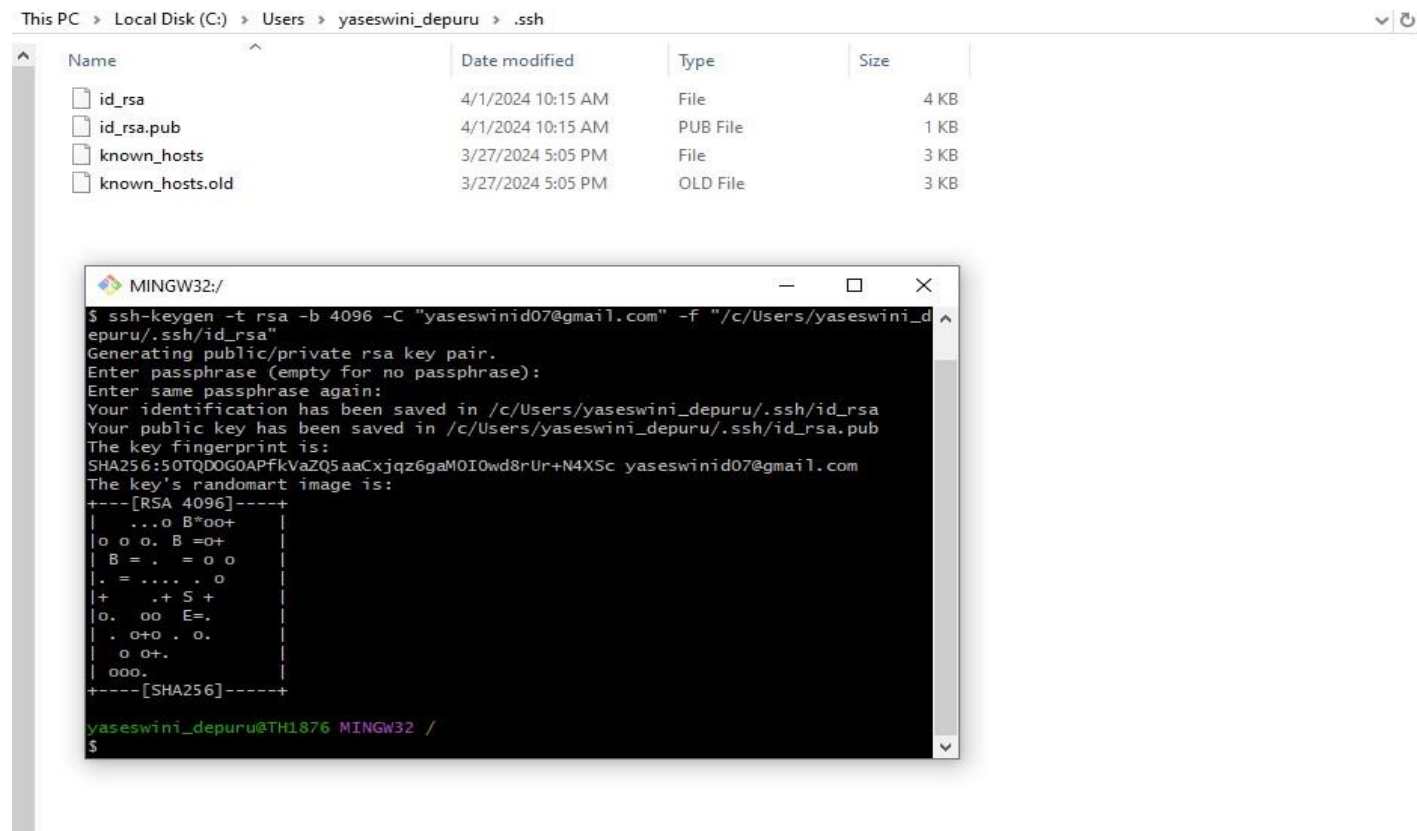 This PC > Local Disk (C:) > Users > yaseswini_depuru > .ssh
Name Date modified Type Size
id_rsa 4/1/2024 10:15 AM File 4 KB
id_rsa.pub 4/1/2024 10:15 AM PUB File 1 KB
known_hosts 3/27/2024 5:05 PM File 3 KB
known_hosts.old 3/27/2024 5:05 PM OLD File 3 KB
MINGW32:/
$ ssh-keygen -t rsa -b 4096 -C "yaseswinid07@gmail.com" -f "/c/Users/yaseswini_d
epuru/.ssh/id_rsa"
Generating public/private rsa key pair.
Enter passphrase (empty for no passphrase):
Enter same passphrase again:
Your identification has been saved in /c/Users/yaseswini_depuru/.ssh/id_rsa
Your public key has been saved in /c/Users/yaseswini_depuru/.ssh/id_rsa.pub
The key fingerprint is:
SHA256:5OTQDOGOAPfkVaZQ5aaCxjqz6gaMOIOwd8rUr+N4XSc yaseswinid07@gmail.com
The key's randomart image is:
+---[RSA 4096]----+
|   ...o B*oo+    |
|o o o. B =o+     |
| B = .  = o o    |
|. = .... . o     |
|+    .+ S +      |
|o.  oo  E=.      |
| . o+o . o.      |
|  o o+.          |
| ooo.            |
+----[SHA256]-----+
yaseswini_depuru@TH1876 MINGW32 /
$